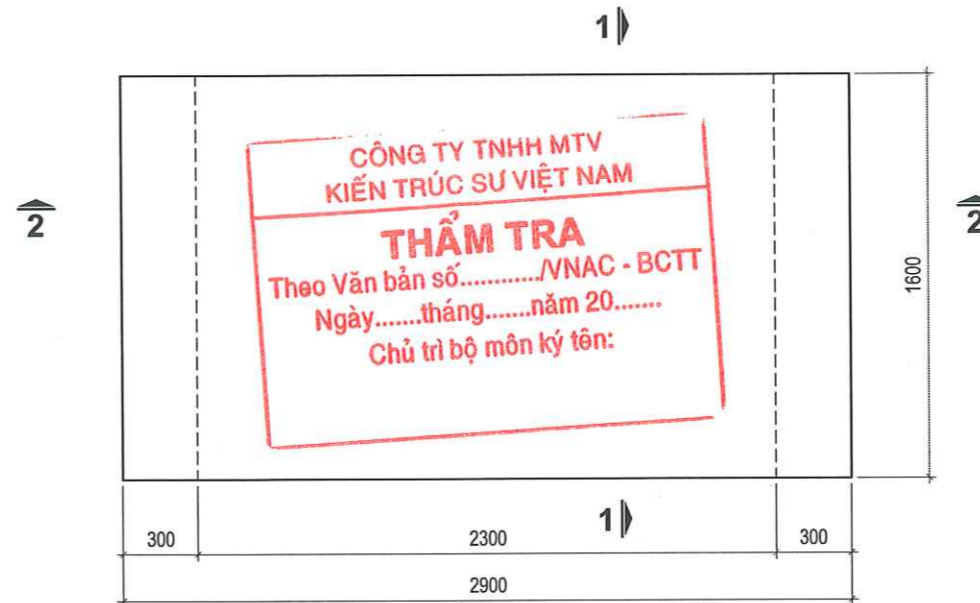 1
CÔNG TY TNHH MTV
KIẾN TRÚC SƯ VIỆT NAM
THẨM TRA
Theo Văn bản số.........../VNAC - BCTT
Ngày.......tháng.......năm 20.......
Chủ trì bộ môn ký tên:
2
2
1600
1
300
2300
300
2900